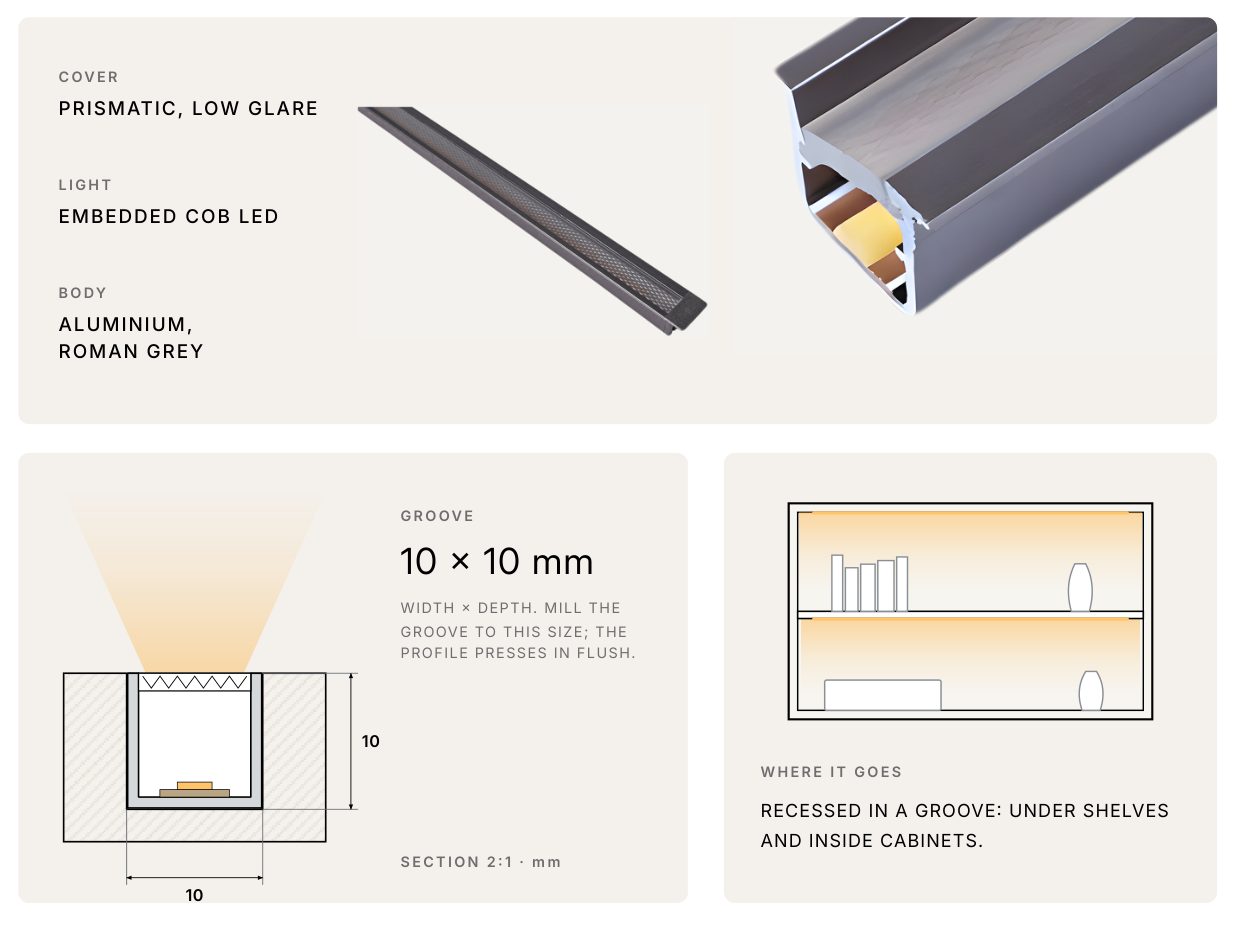 COVER
PRISMATIC, LOW GLARE
LIGHT
EMBEDDED COB LED
BODY
ALUMINIUM,
ROMAN GREY
GROOVE
10 × 10 mm
WIDTH × DEPTH. MILL THE
GROOVE TO THIS SIZE; THE
PROFILE PRESSES IN FLUSH.
10
SECTION 2:1 · mm
10
WHERE IT GOES
RECESSED IN A GROOVE: UNDER SHELVES
AND INSIDE CABINETS.